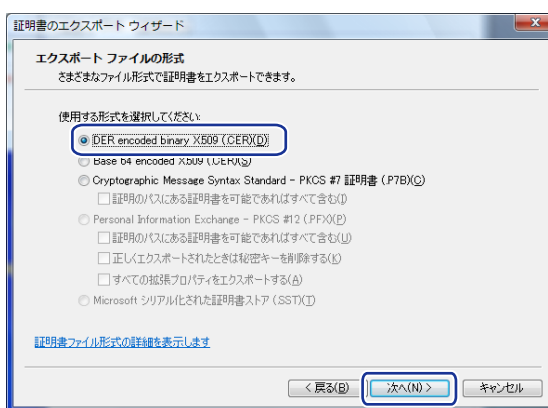 証明書のエクスポート ウィザード
エクスポート ファイルの形式
さまざまなファイル形式で証明書をエクスポートできます。
使用する形式を選択してください:
DER encoded binary X.509 (.CER)(D)
Base 64 encoded X.509 (.CER)(S)
Cryptographic Message Syntax Standard - PKCS #7 証明書 (.P7B)(C)
証明のパスにある証明書を可能であればすべて含む(I)
Personal Information Exchange - PKCS #12 (.PFX)(P)
証明のパスにある証明書を可能であればすべて含む(U)
正しくエクスポートされたときは秘密キーを削除する(K)
すべての拡張プロパティをエクスポートする(A)
Microsoft シリアル化された証明書ストア (.SST)(T)
証明書ファイル形式の詳細を表示します
< 戻る(B) 次へ(N) > キャンセル